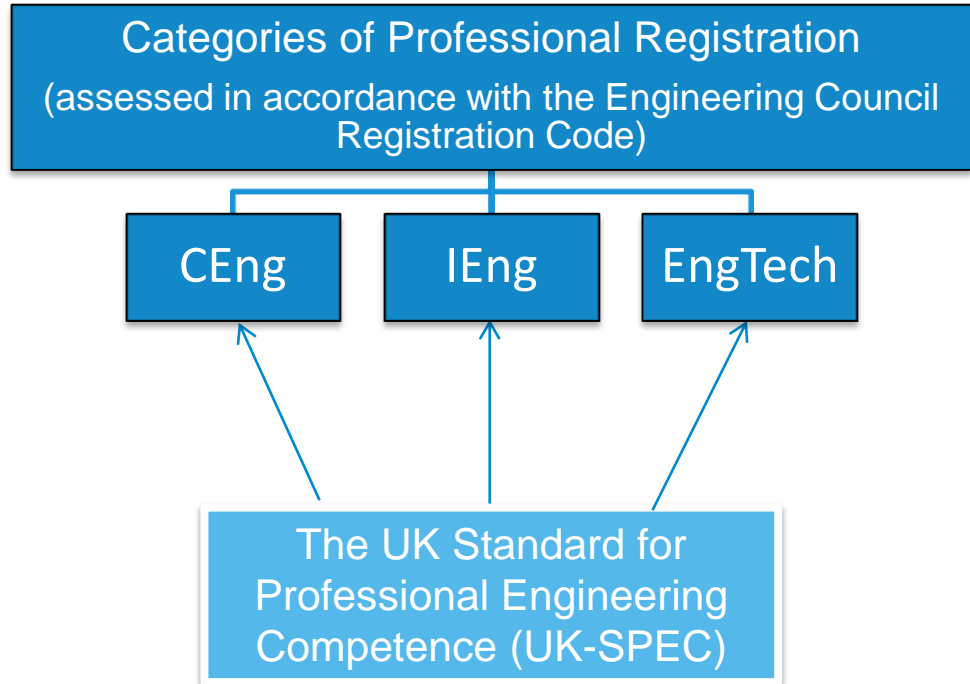 Categories of Professional Registration
(assessed in accordance with the Engineering Council
Registration Code)
CEng
IEng
EngTech
The UK Standard for
Professional Engineering
Competence (UK-SPEC)